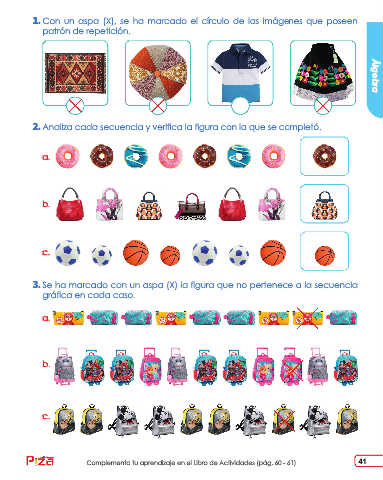 1. Con un aspa (X), se ha marcado el círculo de las imágenes que poseen
patrón de repetición.
Álgebra
2. Analiza cada secuencia y verifica la figura con la que se completó.
a.
b.
c.
3. Se ha marcado con un aspa (X) la figura que no pertenece a la secuencia
gráfica en cada caso.
a.
b.
c.
Complementa tu aprendizaje en el Libro de Actividades (pág. 60 - 61)
41